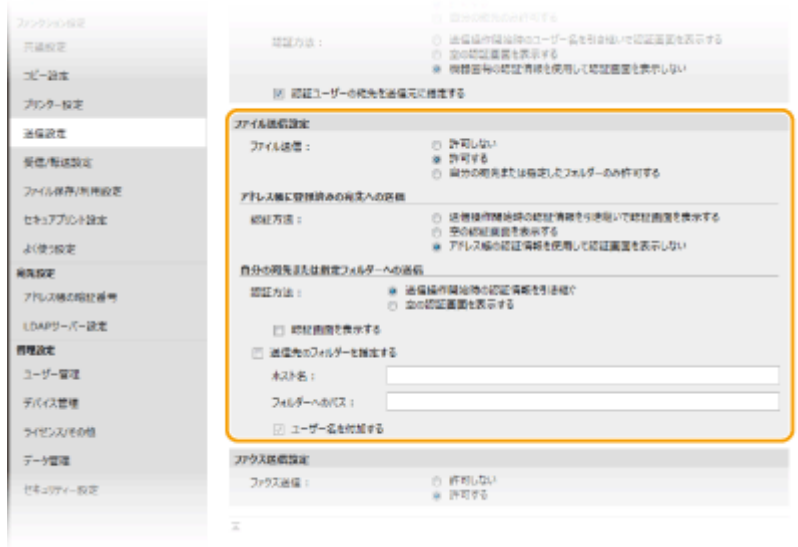 ファンクション設定
共通設定
コピー設定
プリンター設定
送信設定
受信/転送設定
ファイル保存/利用設定
セキュアプリント設定
よく使う設定
宛先設定
アドレス帳の暗証番号
LDAPサーバー設定
管理設定
ユーザー管理
デバイス管理
ライセンス/その他
データ管理
セキュリティー設定
自分の宛先のみ許可する
認証方法：
送信操作開始時のユーザー名を引き継いで認証画面を表示する
空の認証画面を表示する
機器固有の認証情報を使用して認証画面を表示しない
認証ユーザーの宛先を送信元に指定する
ファイル送信設定
ファイル送信：
許可しない
許可する
自分の宛先または指定したフォルダーのみ許可する
アドレス帳に登録済みの宛先への送信
認証方法：
送信操作開始時の認証情報を引き継いで認証画面を表示する
空の認証画面を表示する
アドレス帳の認証情報を使用して認証画面を表示しない
自分の宛先または指定フォルダーへの送信
認証方法：
送信操作開始時の認証情報を引き継ぐ
空の認証画面を表示する
認証画面を表示する
送信先のフォルダーを指定する
ホスト名：
フォルダーへのパス：
ユーザー名を付加する
ファクス送信設定
ファクス送信：
許可しない
許可する